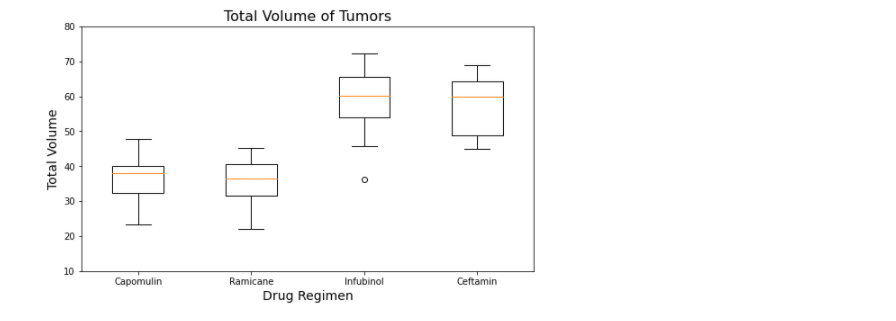 Total Volume of Tumors
80
70
60
50
40
30
20
10
Total Volume
Capomulin Ramicane Infubinol Ceftamin
Drug Regimen